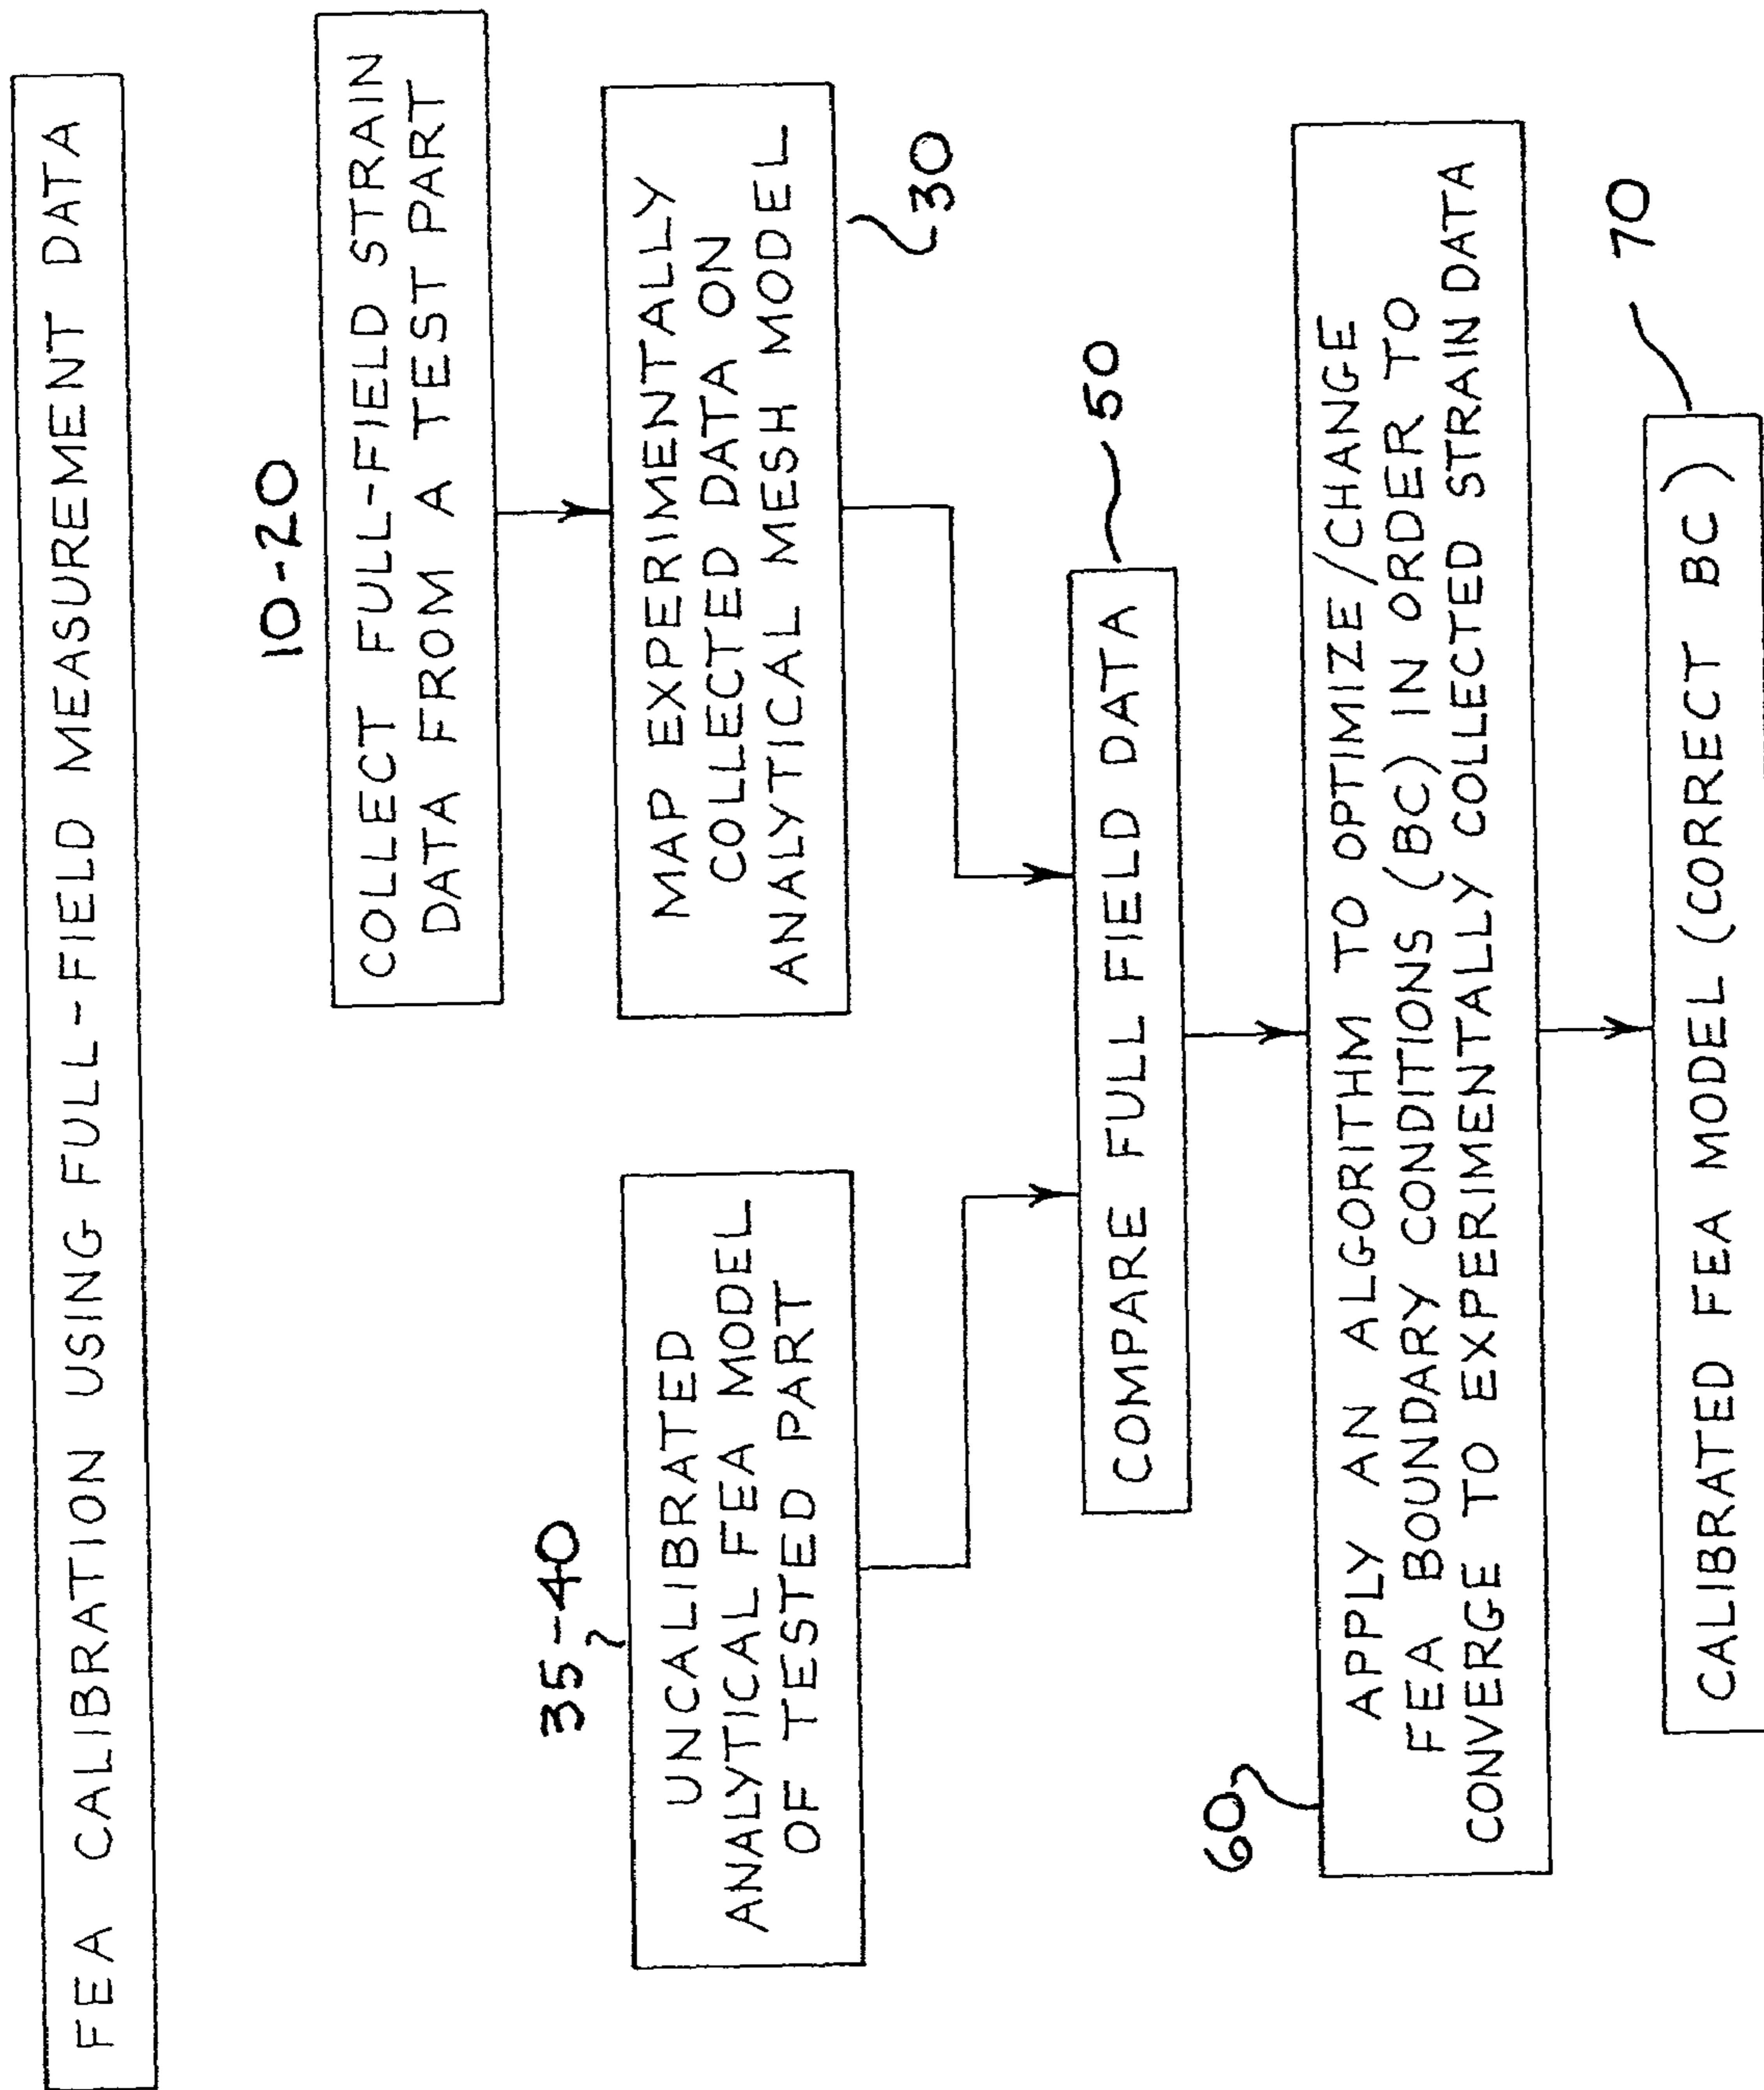 FEA CALIBRATION USING FULL-FIELD MEASUREMENT DATA
10-20
COLLECT FULL-FIELD STRAIN
DATA FROM A TEST PART
35-40
UNCALIBRATED
ANALYTICAL FEA MODEL
OF TESTED PART
MAP EXPERIMENTALLY
COLLECTED DATA ON
ANALYTICAL MESH MODEL
30
COMPARE FULL FIELD DATA
50
60
APPLY AN ALGORITHM TO OPTIMIZE/CHANGE
FEA BOUNDARY CONDITIONS (BC) IN ORDER TO
CONVERGE TO EXPERIMENTALLY COLLECTED STRAIN DATA
70
CALIBRATED FEA MODEL (CORRECT BC)